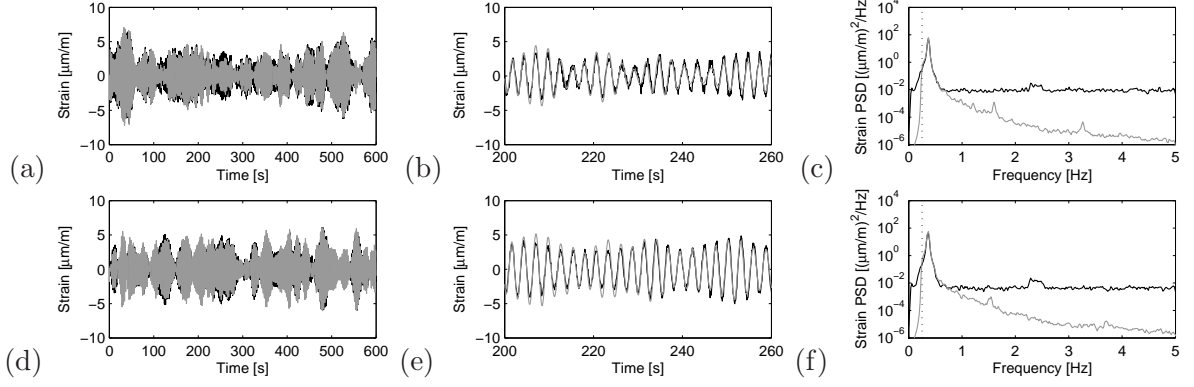 10
5
0
−5
−10
Strain [μm/m]
0 100 200 300 400 500 600
Time [s]
(a)
10
5
0
−5
−10
Strain [μm/m]
200 220 240 260
Time [s]
(b)
10^4
10^2
10^0
10^−2
10^−4
10^−6
Strain PSD [(μm/m)^2/Hz]
0 1 2 3 4 5
Frequency [Hz]
(c)
10
5
0
−5
−10
Strain [μm/m]
0 100 200 300 400 500 600
Time [s]
(d)
10
5
0
−5
−10
Strain [μm/m]
200 220 240 260
Time [s]
(e)
10^4
10^2
10^0
10^−2
10^−4
10^−6
Strain PSD [(μm/m)^2/Hz]
0 1 2 3 4 5
Frequency [Hz]
(f)